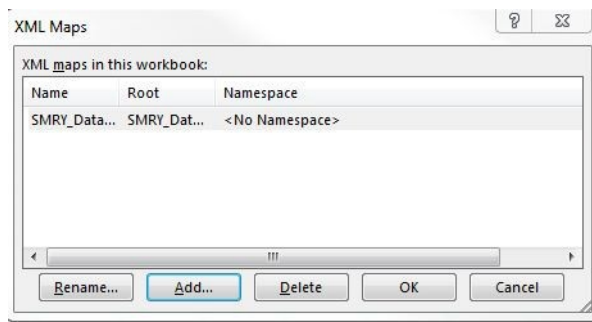 XML Maps
XML maps in this workbook:
Name Root Namespace
SMRY_Data... SMRY_Dat... <No Namespace>
Rename... Add... Delete OK Cancel